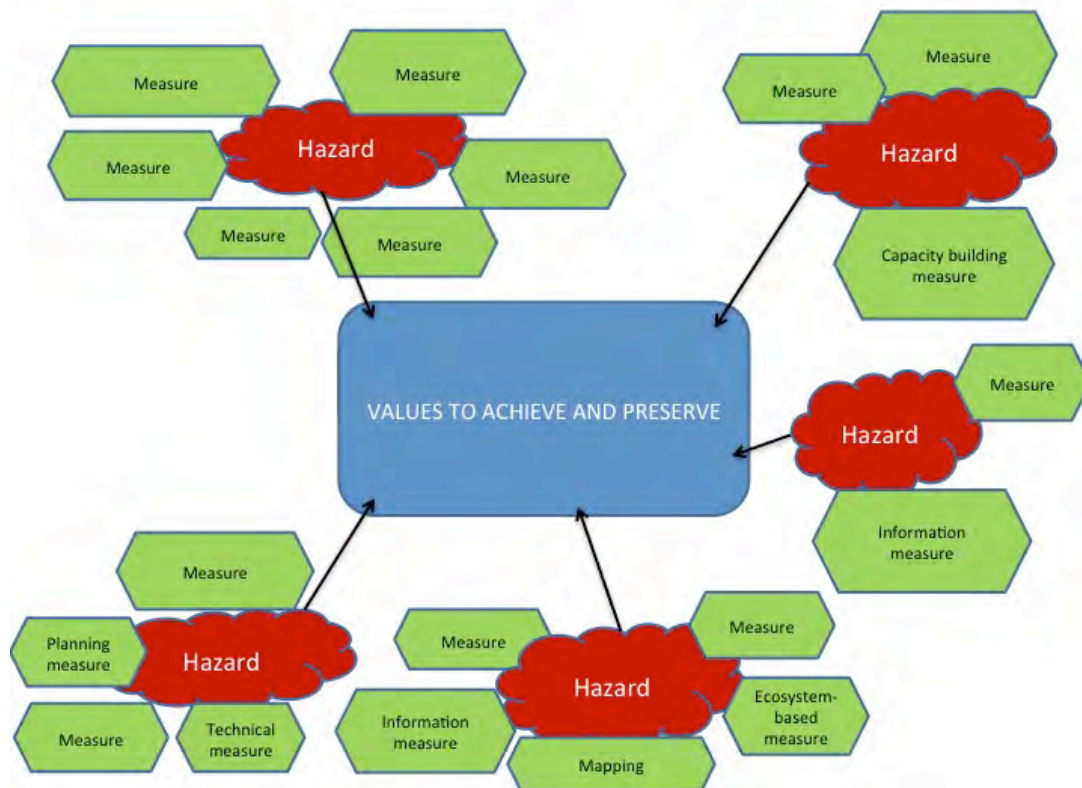 Measure
Measure
Hazard
Measure
Measure
Measure
Measure
Measure
Measure
Hazard
Capacity building
measure
VALUES TO ACHIEVE AND PRESERVE
Measure
Hazard
Information
measure
Measure
Planning
measure
Hazard
Measure
Technical
measure
Measure
Measure
Hazard
Information
measure
Ecosystem-
based
measure
Mapping